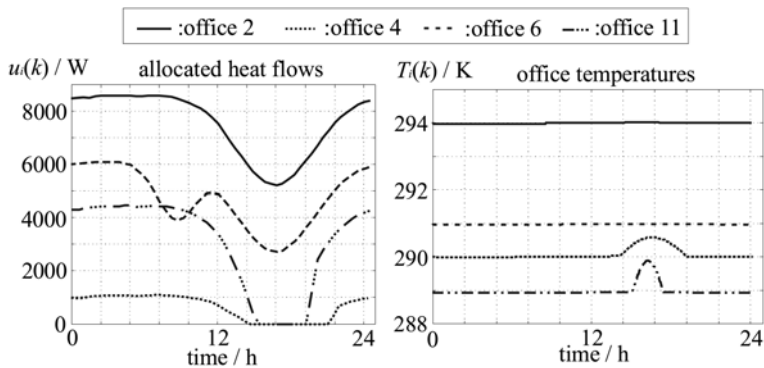 :office 2 :office 4 :office 6 :office 11
uᵢ(k) / W allocated heat flows
8000
6000
4000
2000
0
0 12 24
time / h
Tᵢ(k) / K office temperatures
294
292
290
288
0 12 24
time / h